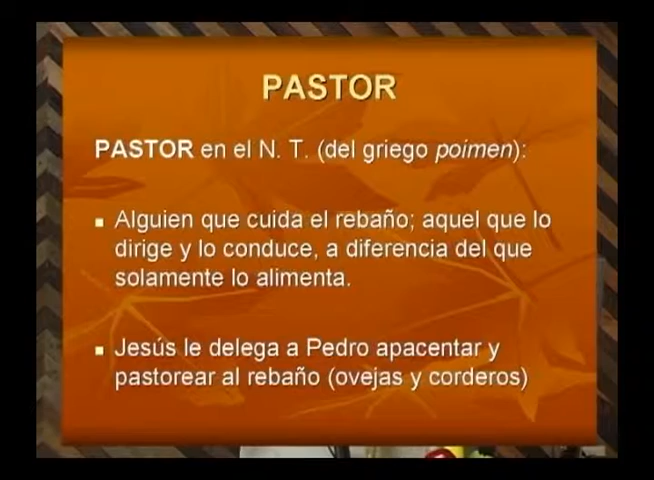 PASTOR
PASTOR en el N. T. (del griego poimen):
▪ Alguien que cuida el rebaño; aquel que lo
dirige y lo conduce, a diferencia del que
solamente lo alimenta.
▪ Jesús le delega a Pedro apacentar y
pastorear al rebaño (ovejas y corderos)